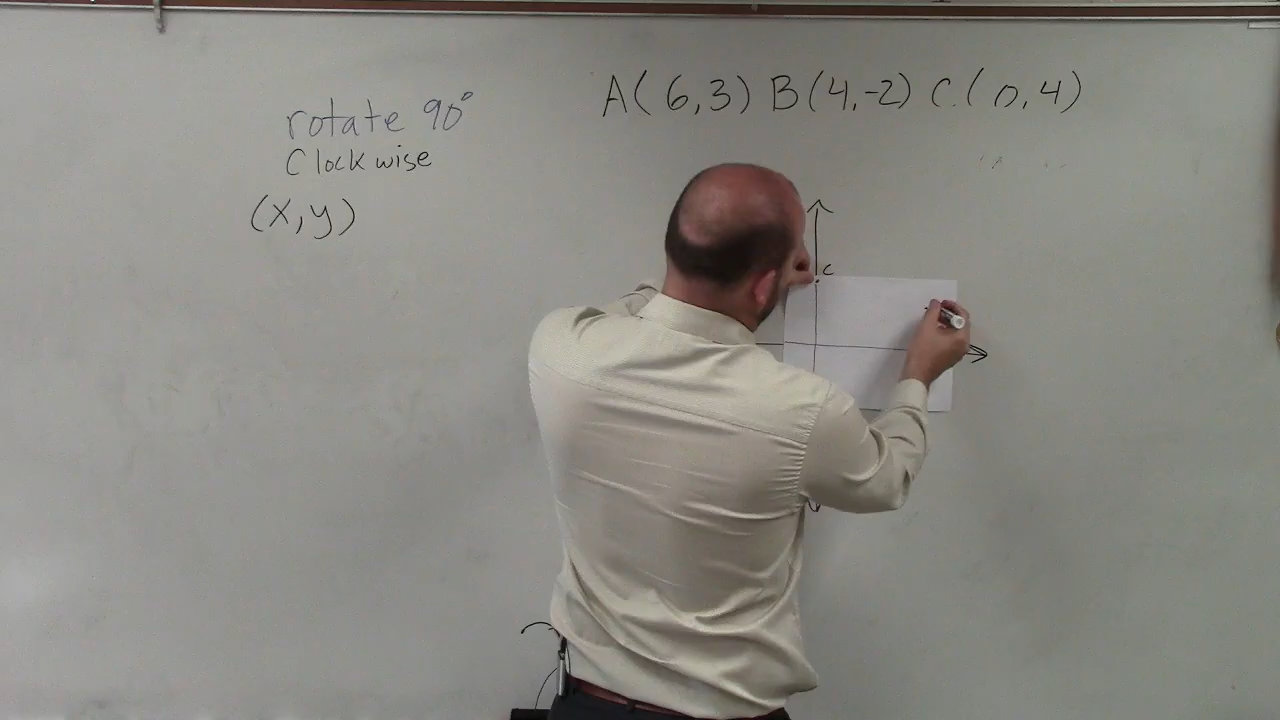 rotate 90°
Clockwise
(x,y)
A(6,3) B(4,-2) C(0,4)
C